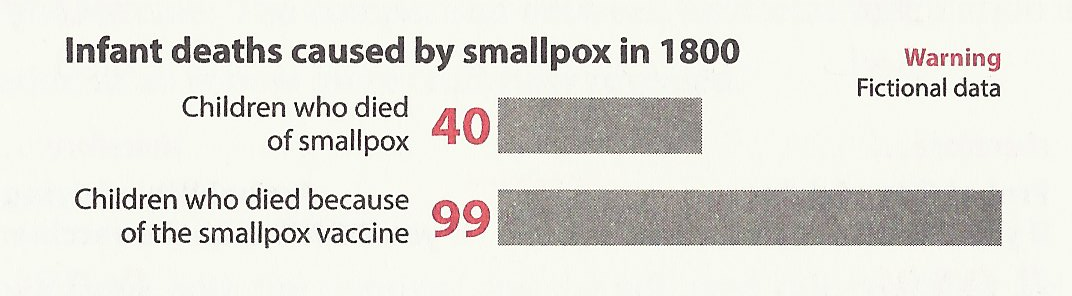 Infant deaths caused by smallpox in 1800
Warning
Fictional data
Children who died
of smallpox
40
Children who died because
of the smallpox vaccine
99